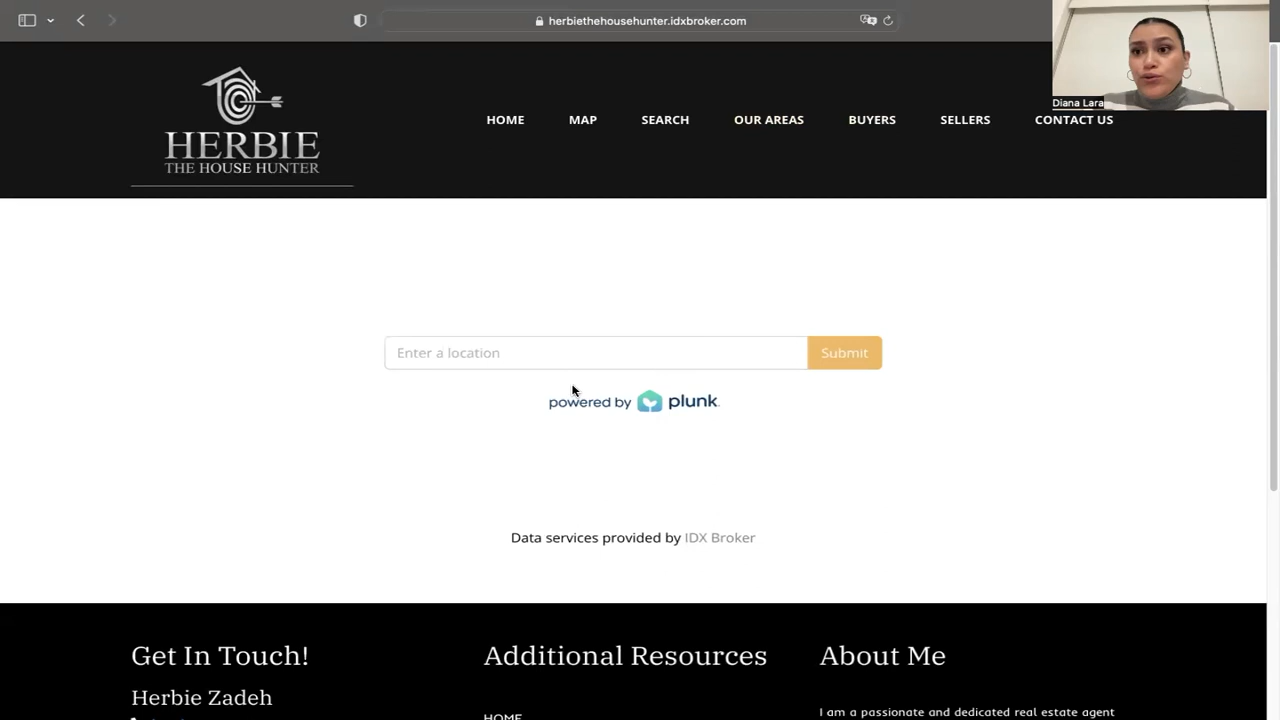 herbiethehousehunter.idxbroker.com
Diana Lara
HERBIE
THE HOUSE HUNTER
HOME
MAP
SEARCH
OUR AREAS
BUYERS
SELLERS
CONTACT US
Enter a location
Submit
powered by plunk
Data services provided by IDX Broker
Get In Touch!
Additional Resources
About Me
Herbie Zadeh
HOME
I am a passionate and dedicated real estate agent